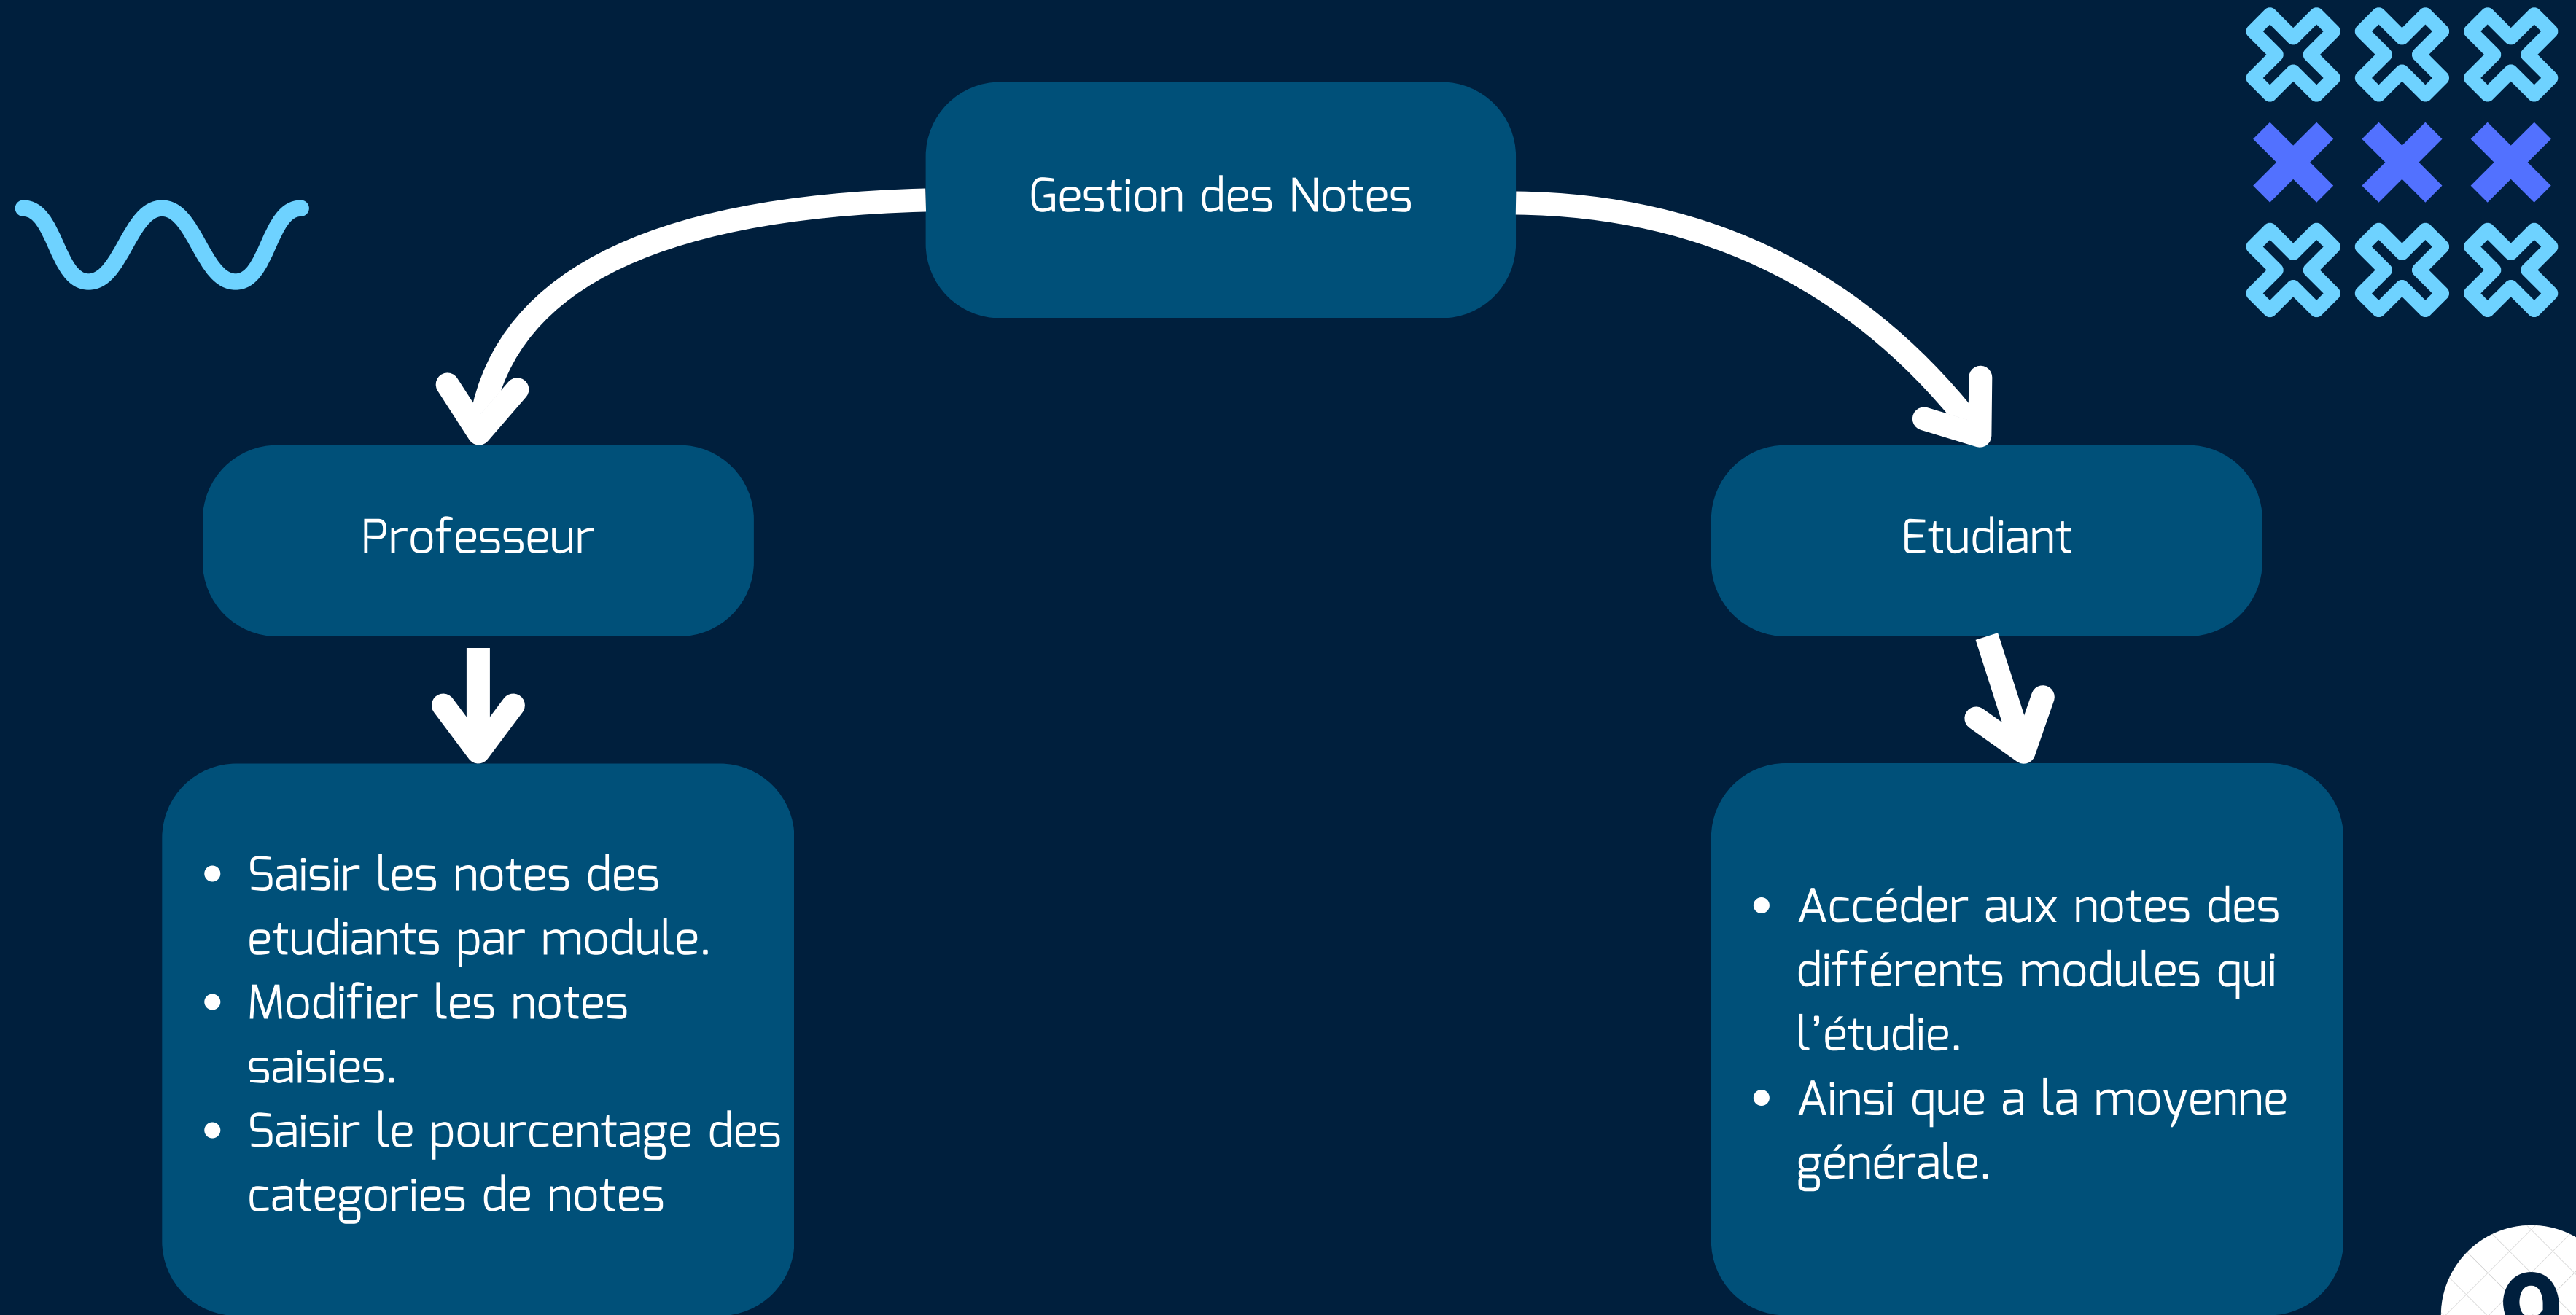 Gestion des Notes
Professeur
Etudiant
• Saisir les notes des
etudiants par module.
• Modifier les notes
saisies.
• Saisir le pourcentage des
categories de notes
• Accéder aux notes des
différents modules qui
l’étudie.
• Ainsi que a la moyenne
générale.